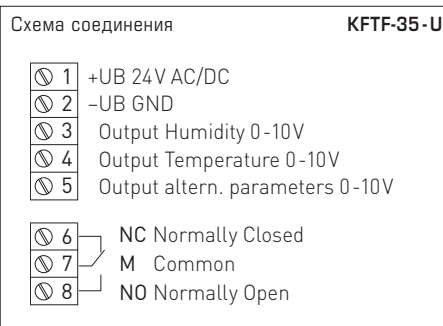 Схема соединения KFTF-35-U
1 +UB 24V AC/DC
2 –UB GND
3 Output Humidity 0-10V
4 Output Temperature 0-10V
5 Output altern. parameters 0-10V
6 NC Normally Closed
7 M Common
8 NO Normally Open